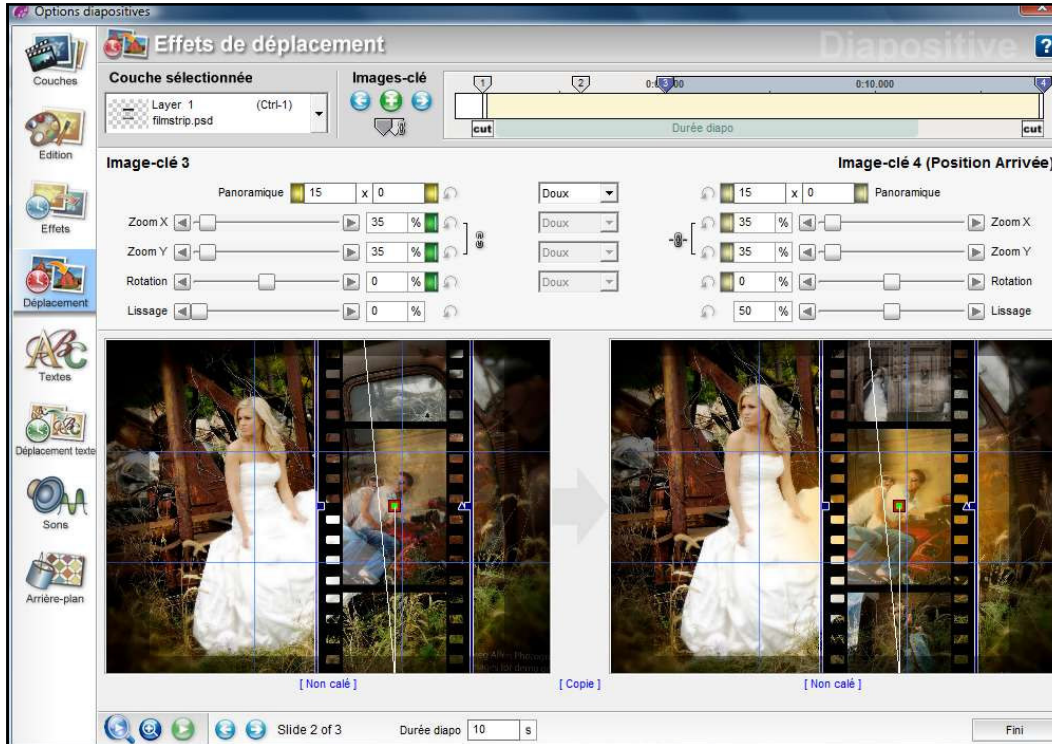 Options diapositives
Effets de déplacement
Diapositive
?
Couches
Edition
Effets
Déplacement
Textes
Déplacement texte
Sons
Arrière-plan
Couche sélectionnée
Layer 1 (Ctrl-1)
filmstrip.psd
Images-clé
1 2 3 4
0:10.000
cut Durée diapo cut
Image-clé 3
Image-clé 4 (Position Arrivée)
Panoramique 15 x 0 Doux 15 x 0 Panoramique
Zoom X 35 % Doux 35 % Zoom X
Zoom Y 35 % Doux 35 % Zoom Y
Rotation 0 % Doux 0 % Rotation
Lissage 0 % 50 % Lissage
[ Non calé ] [ Copie ] [ Non calé ]
Slide 2 of 3 Durée diapo 10 s Fini